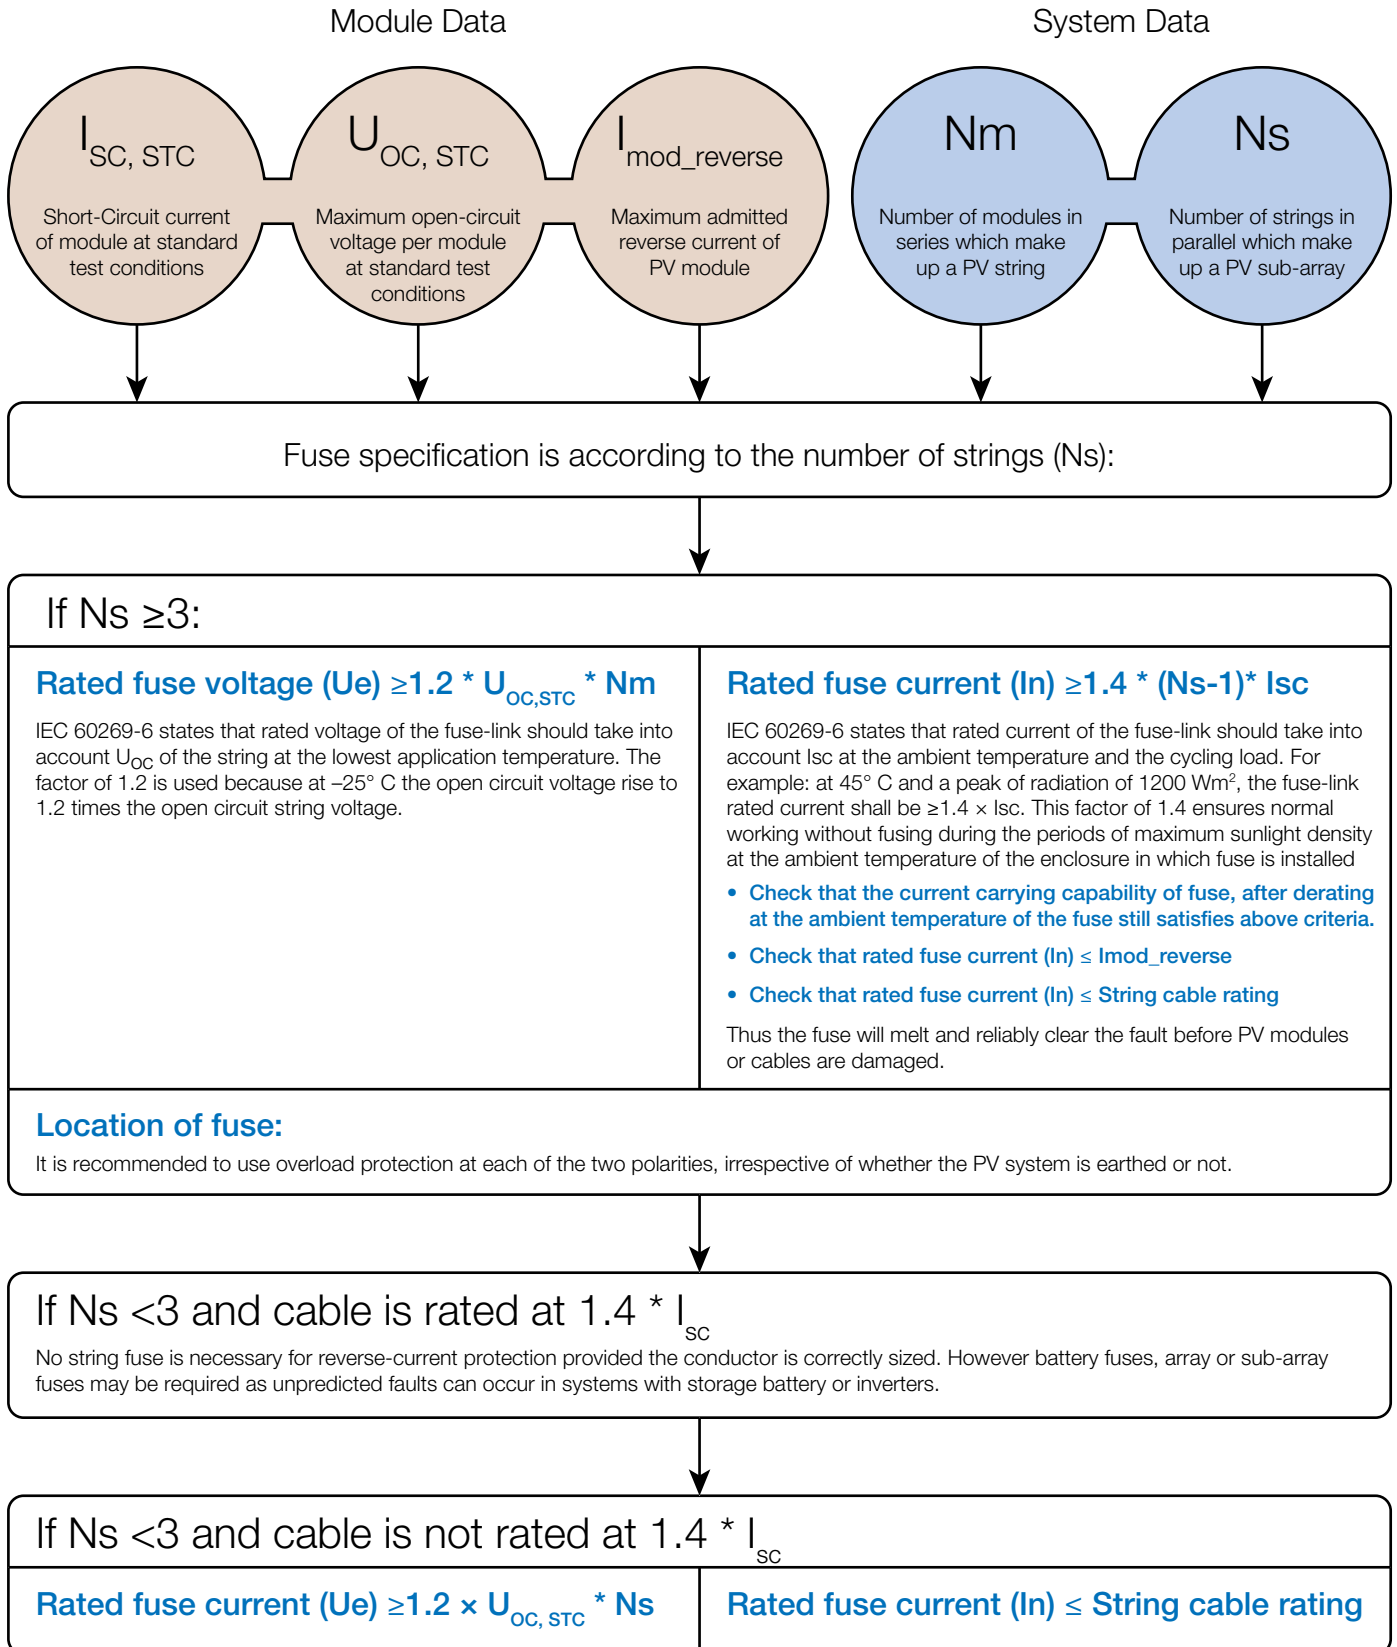 Module Data
System Data
I SC, STC
Short-Circuit current
of module at standard
test conditions
U OC, STC
Maximum open-circuit
voltage per module
at standard test
conditions
I mod_reverse
Maximum admitted
reverse current of
PV module
Nm
Number of modules in
series which make
up a PV string
Ns
Number of strings in
parallel which make
up a PV sub-array
Fuse specification is according to the number of strings (Ns):
If Ns ≥3:
Rated fuse voltage (Ue) ≥1.2 * U OC,STC * Nm
IEC 60269-6 states that rated voltage of the fuse-link should take into
account UOC of the string at the lowest application temperature. The
factor of 1.2 is used because at –25° C the open circuit voltage rise to
1.2 times the open circuit string voltage.
Rated fuse current (In) ≥1.4 * (Ns-1)* Isc
IEC 60269-6 states that rated current of the fuse-link should take into
account Isc at the ambient temperature and the cycling load. For
example: at 45° C and a peak of radiation of 1200 Wm², the fuse-link
rated current shall be ≥1.4 × Isc. This factor of 1.4 ensures normal
working without fusing during the periods of maximum sunlight density
at the ambient temperature of the enclosure in which fuse is installed
• Check that the current carrying capability of fuse, after derating
at the ambient temperature of the fuse still satisfies above criteria.
• Check that rated fuse current (In) ≤ Imod_reverse
• Check that rated fuse current (In) ≤ String cable rating
Thus the fuse will melt and reliably clear the fault before PV modules
or cables are damaged.
Location of fuse:
It is recommended to use overload protection at each of the two polarities, irrespective of whether the PV system is earthed or not.
If Ns <3 and cable is rated at 1.4 * I SC
No string fuse is necessary for reverse-current protection provided the conductor is correctly sized. However battery fuses, array or sub-array
fuses may be required as unpredicted faults can occur in systems with storage battery or inverters.
If Ns <3 and cable is not rated at 1.4 * I SC
Rated fuse current (Ue) ≥1.2 × U OC, STC * Ns
Rated fuse current (In) ≤ String cable rating